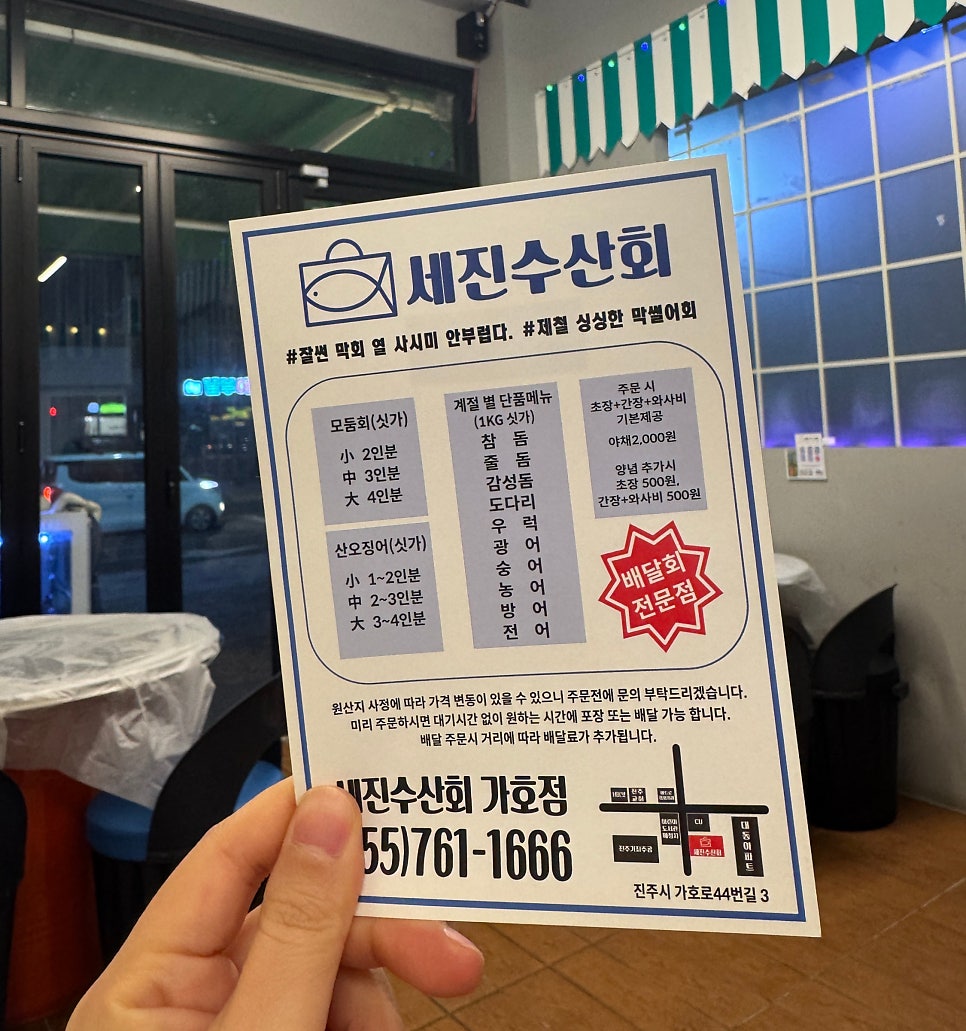 세진수산회
#잘썬 막회 열 사시미 안부럽다. #제철 싱싱한 막썰어회
모둠회(싯가)
小 2인분
中 3인분
大 4인분
산오징어(싯가)
小 1~2인분
中 2~3인분
大 3~4인분
계절 별 단품메뉴
(1KG 싯가)
참 돔
줄 돔
감성돔
도다리
우 럭
광 어
숭 어
농 어
방 어
전 어
주문 시
초장+간장+와사비
기본제공
야채2,000원
양념 추가시
초장 500원,
간장+와사비 500원
배달회
전문점
원산지 사정에 따라 가격 변동이 있을 수 있으니 주문전에 문의 부탁드리겠습니다.
미리 주문하시면 대기시간 없이 원하는 시간에 포장 또는 배달 가능 합니다.
배달 주문시 거리에 따라 배달료가 추가됩니다.
세진수산회 가호점
55)761-1666
진주
교회
CU
세진수산회
대동아파트
진주시 가호로44번길 3